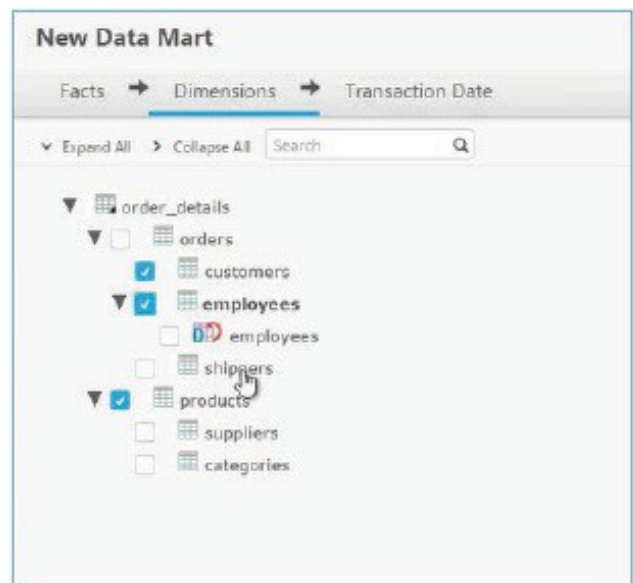 New Data Mart
Facts Dimensions Transaction Date
Expand All Collapse All Search
order_details
orders
customers
employees
employees
shippers
products
suppliers
categories